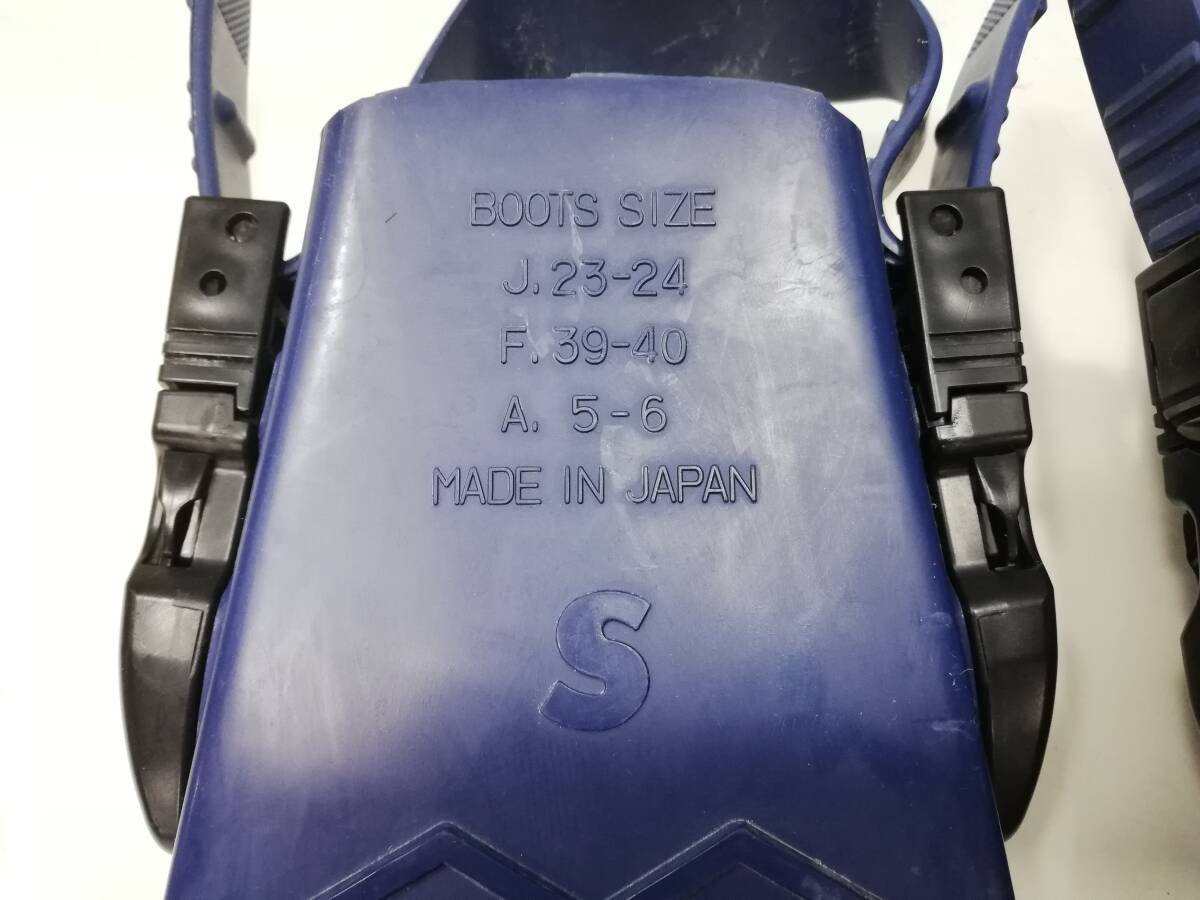 BOOTS SIZE
J. 23-24
F. 39-40
A. 5-6
MADE IN JAPAN
S